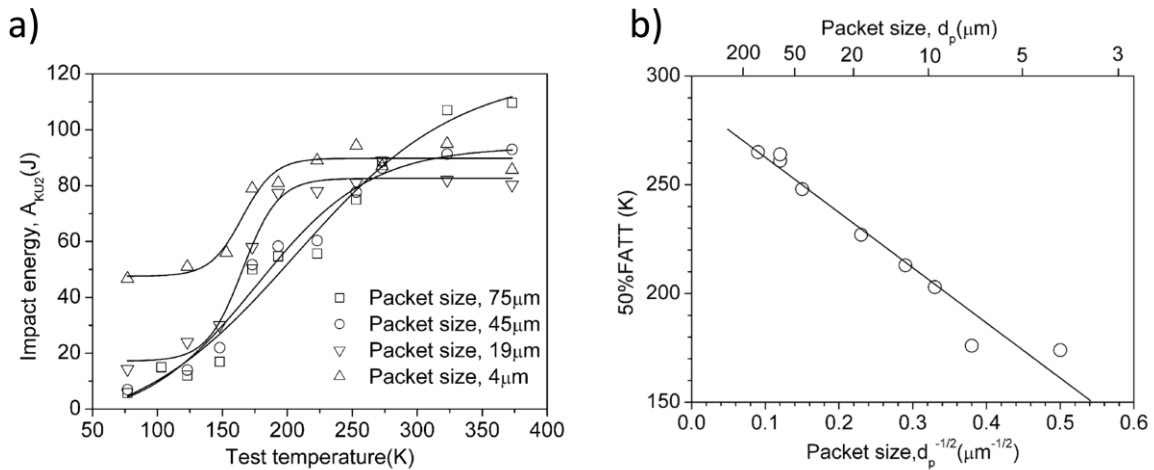 a)
Impact energy, A_KU2(J)
120
100
80
60
40
20
0
Packet size, 75μm
Packet size, 45μm
Packet size, 19μm
Packet size, 4μm
50 100 150 200 250 300 350 400
Test temperature(K)
b)
Packet size, d_p(μm)
200 50 20 10 5 3
50%FATT (K)
300
250
200
150
0.0 0.1 0.2 0.3 0.4 0.5 0.6
Packet size,d_p^-1/2(μm^-1/2)